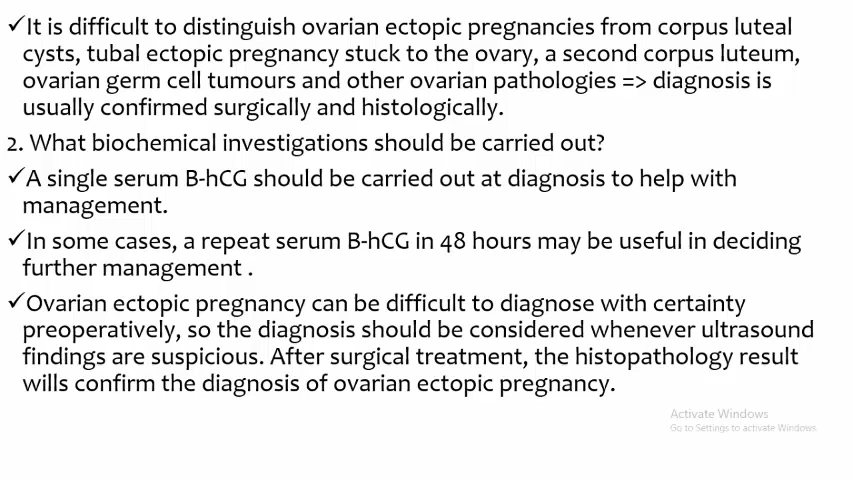 ✓It is difficult to distinguish ovarian ectopic pregnancies from corpus luteal
cysts, tubal ectopic pregnancy stuck to the ovary, a second corpus luteum,
ovarian germ cell tumours and other ovarian pathologies => diagnosis is
usually confirmed surgically and histologically.
2. What biochemical investigations should be carried out?
✓A single serum B-hCG should be carried out at diagnosis to help with
management.
✓In some cases, a repeat serum B-hCG in 48 hours may be useful in deciding
further management .
✓Ovarian ectopic pregnancy can be difficult to diagnose with certainty
preoperatively, so the diagnosis should be considered whenever ultrasound
findings are suspicious. After surgical treatment, the histopathology result
wills confirm the diagnosis of ovarian ectopic pregnancy.
Activate Windows
Go to Settings to activate Windows.